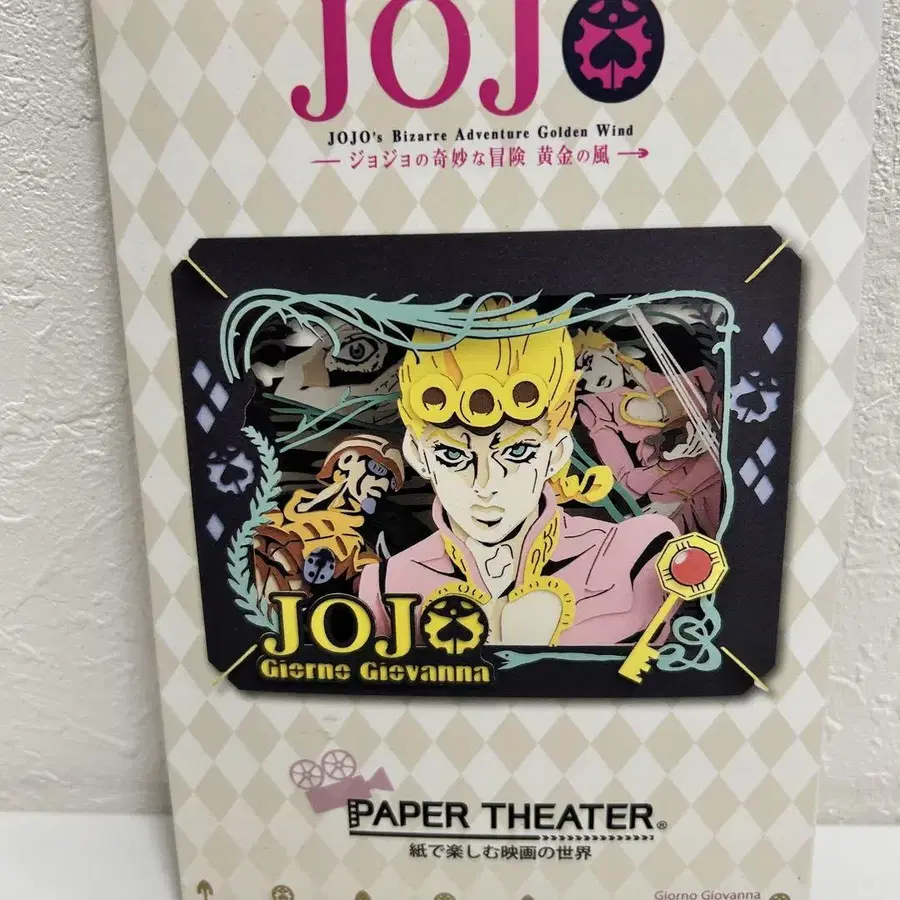 JOJO
JOJO's Bizarre Adventure Golden Wind
ジョジョの奇妙な冒険 黄金の風
JOJO
Giorno Giovanna
PAPER THEATER®
紙で楽しむ映画の世界
Giorno Giovanna